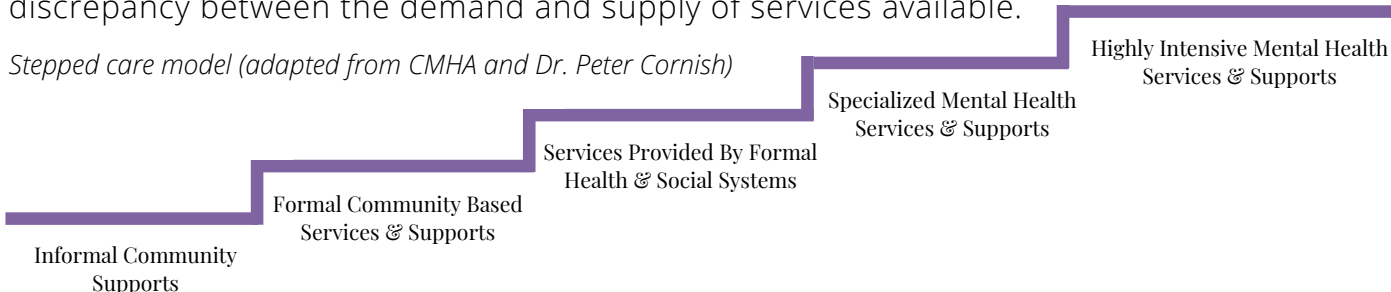 discrepancy between the demand and supply of services available.
Stepped care model (adapted from CMHA and Dr. Peter Cornish)
Highly Intensive Mental Health
Services & Supports
Specialized Mental Health
Services & Supports
Services Provided By Formal
Health & Social Systems
Formal Community Based
Services & Supports
Informal Community
Supports